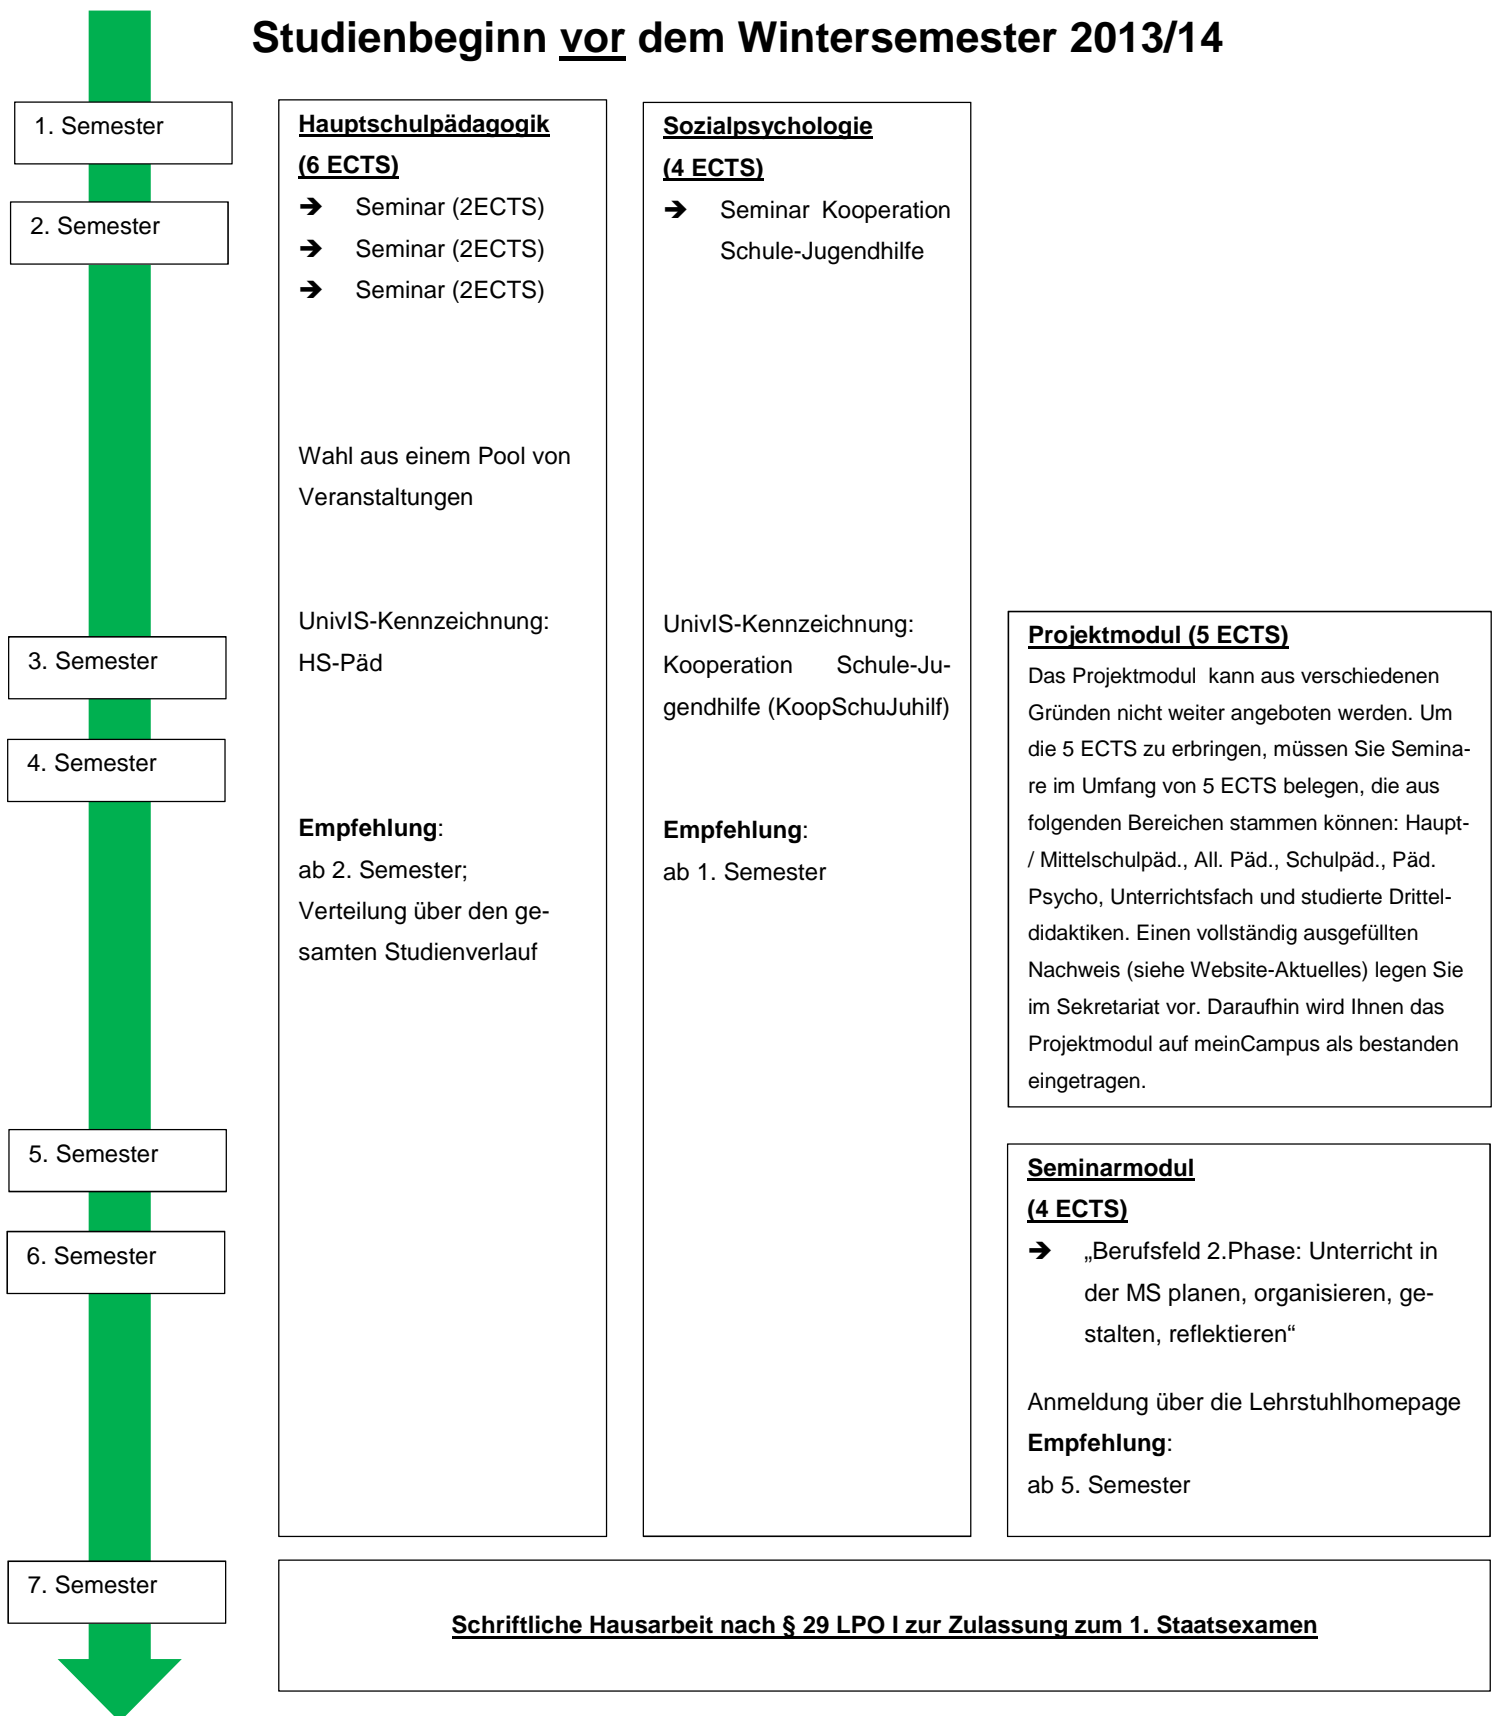 Studienbeginn vor dem Wintersemester 2013/14
1. Semester
2. Semester
3. Semester
4. Semester
5. Semester
6. Semester
7. Semester
Hauptschulpädagogik
(6 ECTS)
➔ Seminar (2ECTS)
➔ Seminar (2ECTS)
➔ Seminar (2ECTS)
Wahl aus einem Pool von
Veranstaltungen
UnivIS-Kennzeichnung:
HS-Päd
Empfehlung:
ab 2. Semester;
Verteilung über den ge-
samten Studienverlauf
Sozialpsychologie
(4 ECTS)
➔ Seminar Kooperation
Schule-Jugendhilfe
UnivIS-Kennzeichnung:
Kooperation Schule-Ju-
gendhilfe (KoopSchuJuhilf)
Empfehlung:
ab 1. Semester
Projektmodul (5 ECTS)
Das Projektmodul kann aus verschiedenen
Gründen nicht weiter angeboten werden. Um
die 5 ECTS zu erbringen, müssen Sie Semina-
re im Umfang von 5 ECTS belegen, die aus
folgenden Bereichen stammen können: Haupt-
/ Mittelschulpäd., All. Päd., Schulpäd., Päd.
Psycho, Unterrichtsfach und studierte Drittel-
didaktiken. Einen vollständig ausgefüllten
Nachweis (siehe Website-Aktuelles) legen Sie
im Sekretariat vor. Daraufhin wird Ihnen das
Projektmodul auf meinCampus als bestanden
eingetragen.
Seminarmodul
(4 ECTS)
➔ „Berufsfeld 2.Phase: Unterricht in
der MS planen, organisieren, ge-
stalten, reflektieren“
Anmeldung über die Lehrstuhlhomepage
Empfehlung:
ab 5. Semester
Schriftliche Hausarbeit nach § 29 LPO I zur Zulassung zum 1. Staatsexamen